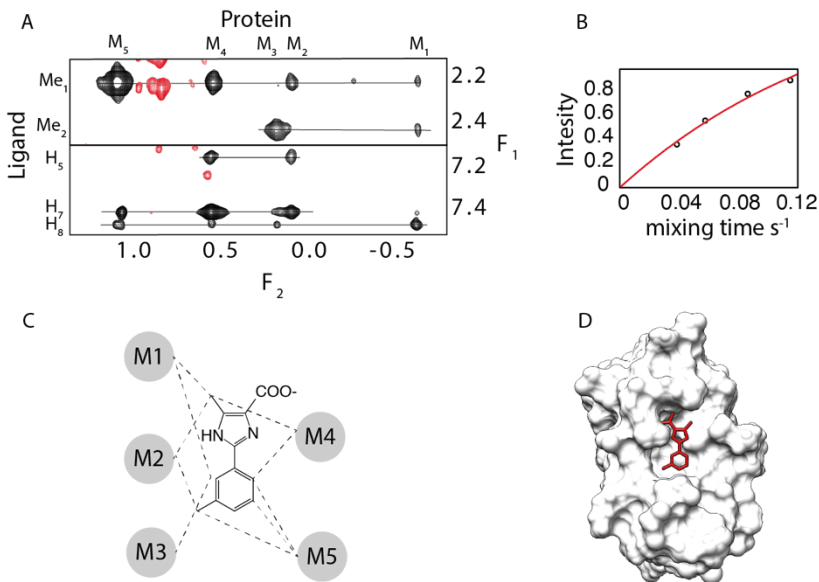 A
Protein
M5
M4
M3
M2
M1
Ligand
Me1
Me2
H5
H7
H8
2.2
2.4
7.2
7.4
F1
1.0
0.5
0.0
-0.5
F2
B
Intesity
0.8
0.6
0.4
0.2
0
0
0.04
0.08
0.12
mixing time s-1
C
M1
M2
M3
M4
M5
COO-
HN
N
D